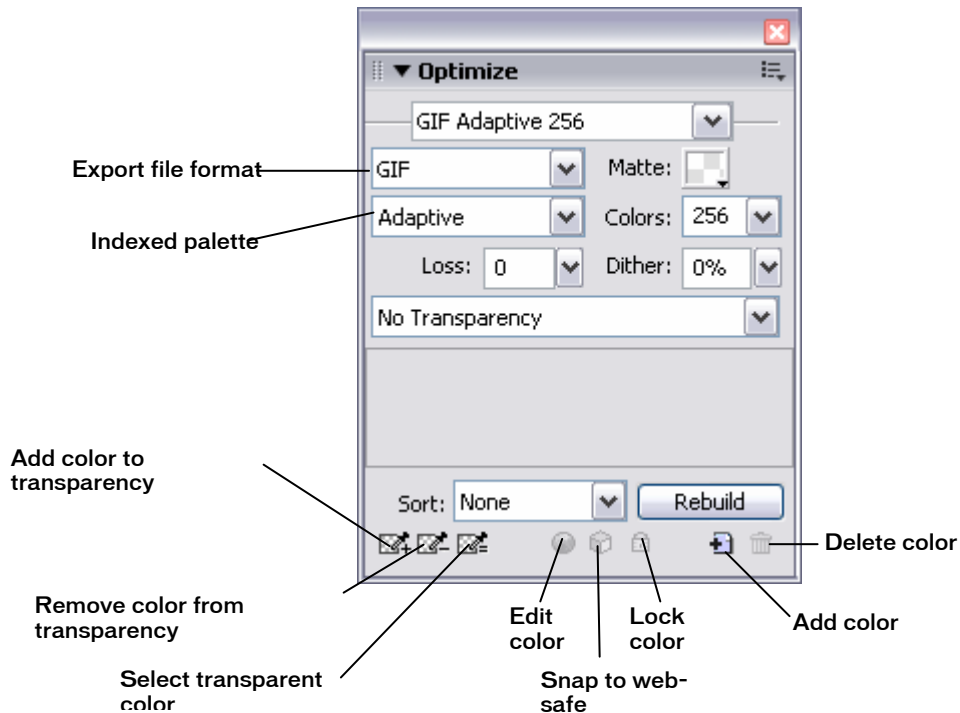 Optimize
GIF Adaptive 256
Export file format
GIF
Matte:
Indexed palette
Adaptive
Colors:
256
Loss:
0
Dither:
0%
No Transparency
Add color to
transparency
Sort:
None
Rebuild
Delete color
Remove color from
transparency
Edit
color
Lock
color
Add color
Select transparent
color
Snap to web-
safe